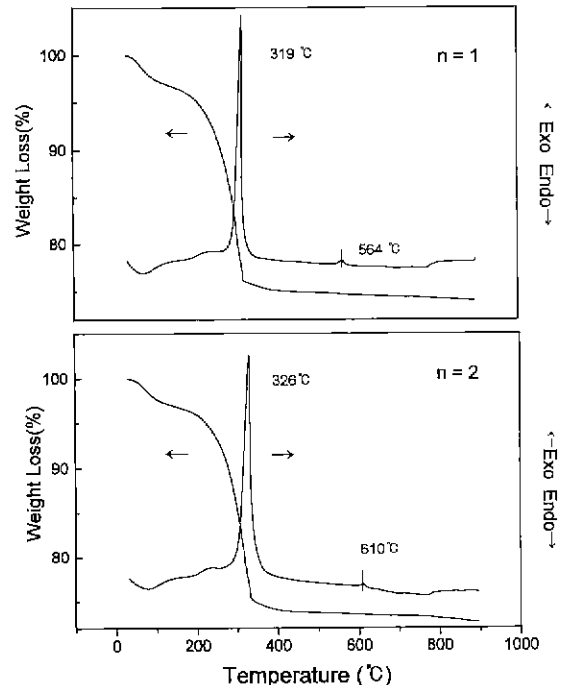 100
90
80
Weight Loss(%)
←
→
319 ℃
n = 1
564 ℃
< Exo Endo→
100
90
80
Weight Loss(%)
←
→
326℃
n = 2
610℃
←Exo Endo→
0 200 400 600 800 1000
Temperature (℃)